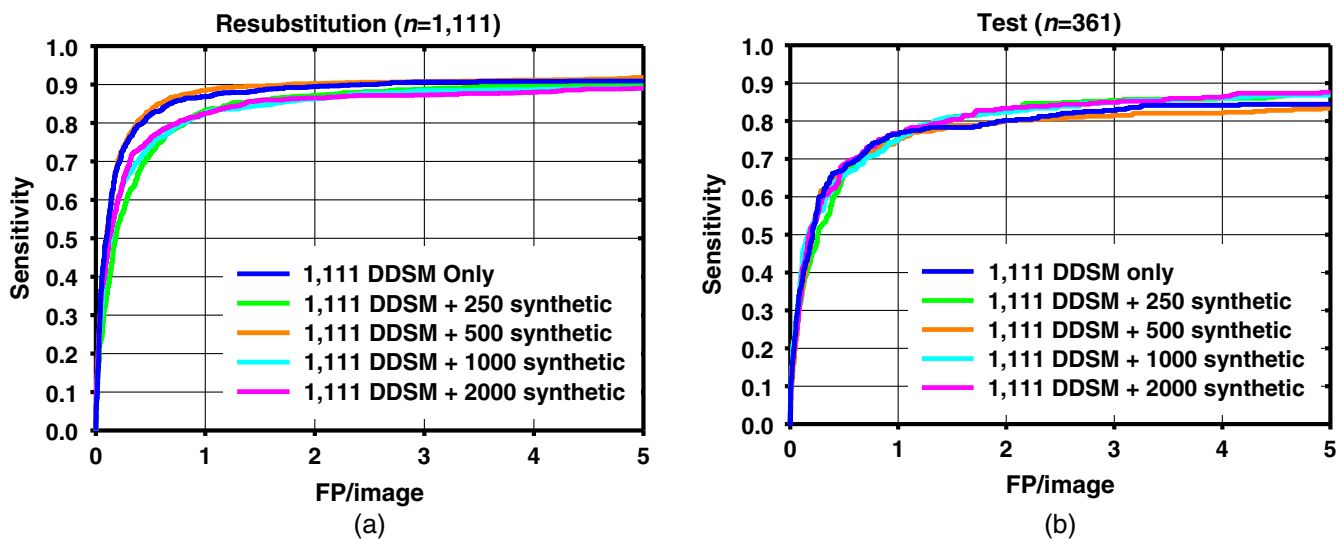 Resubstitution (n=1,111)
1.0
0.9
0.8
0.7
0.6
0.5
0.4
0.3
0.2
0.1
0.0
Sensitivity
1,111 DDSM Only
1,111 DDSM + 250 synthetic
1,111 DDSM + 500 synthetic
1,111 DDSM + 1000 synthetic
1,111 DDSM + 2000 synthetic
0 1 2 3 4 5
FP/image
(a)
Test (n=361)
1.0
0.9
0.8
0.7
0.6
0.5
0.4
0.3
0.2
0.1
0.0
Sensitivity
1,111 DDSM only
1,111 DDSM + 250 synthetic
1,111 DDSM + 500 synthetic
1,111 DDSM + 1000 synthetic
1,111 DDSM + 2000 synthetic
0 1 2 3 4 5
FP/image
(b)